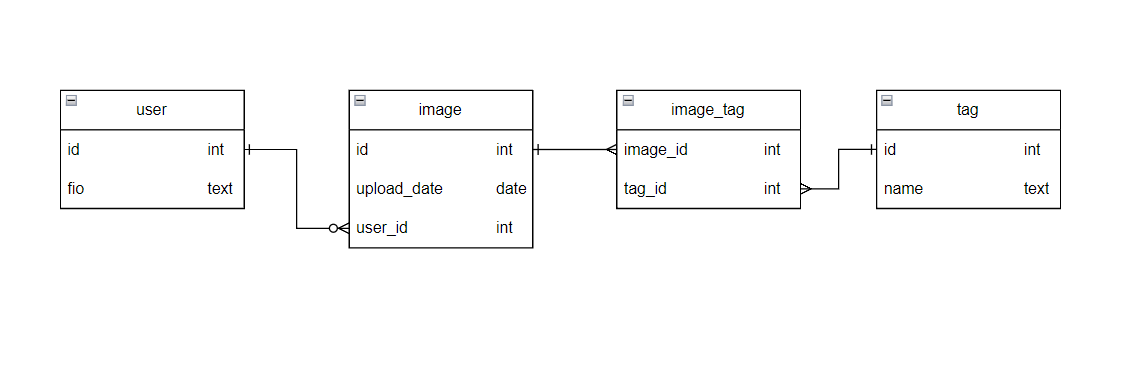 user
id int
fio text
image
id int
upload_date date
user_id int
image_tag
image_id int
tag_id int
tag
id int
name text